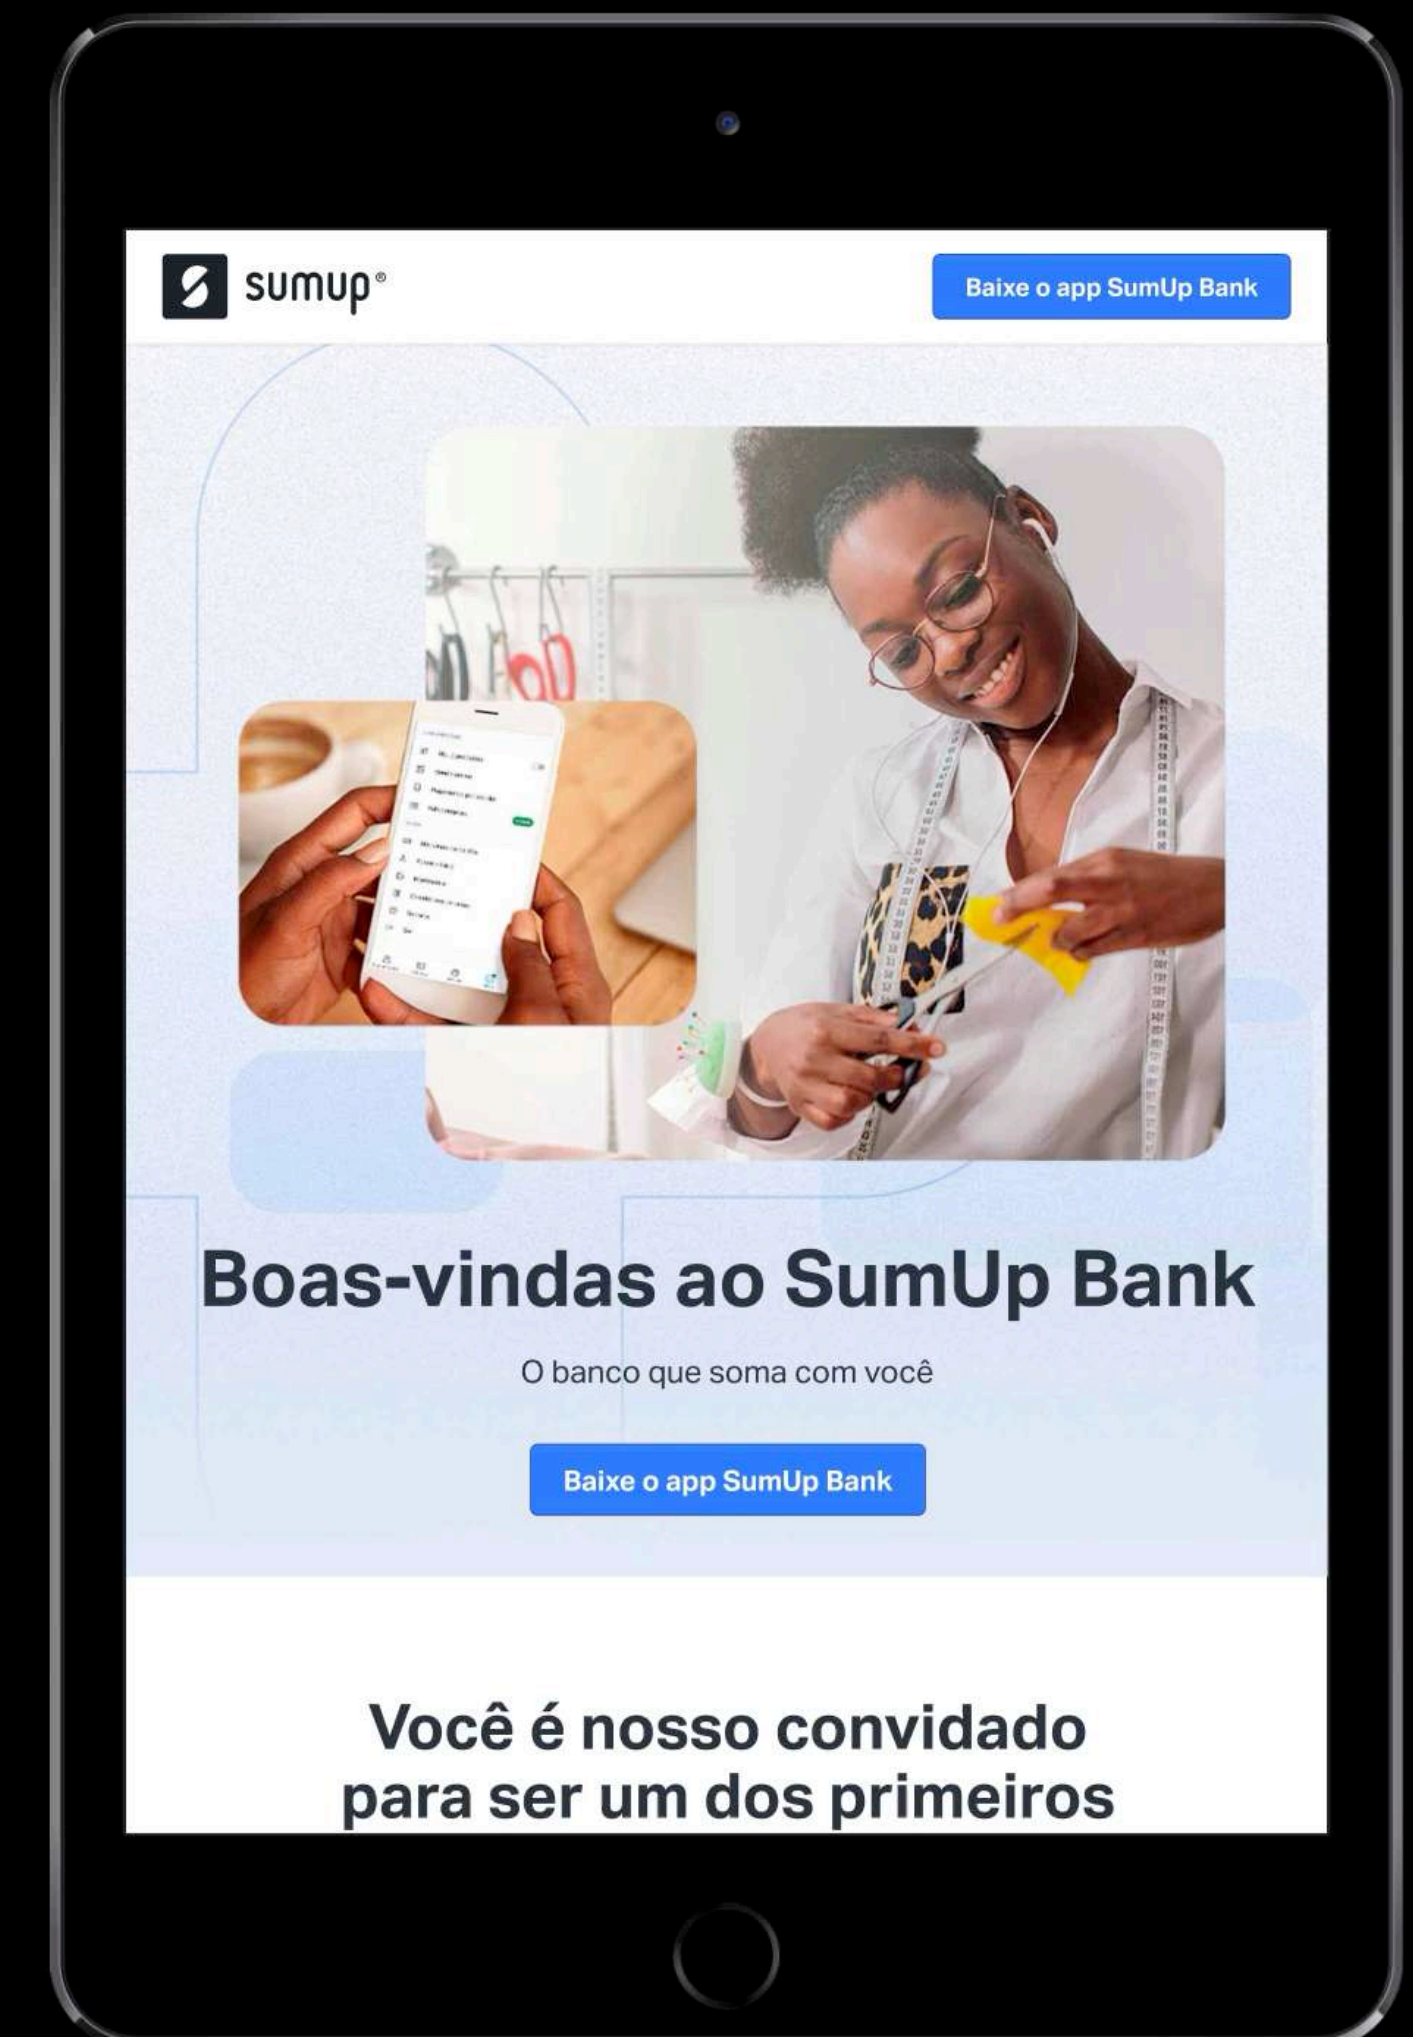 sumup®
Baixe o app SumUp Bank
Boas-vindas ao SumUp Bank
O banco que soma com você
Baixe o app SumUp Bank
Você é nosso convidado
para ser um dos primeiros